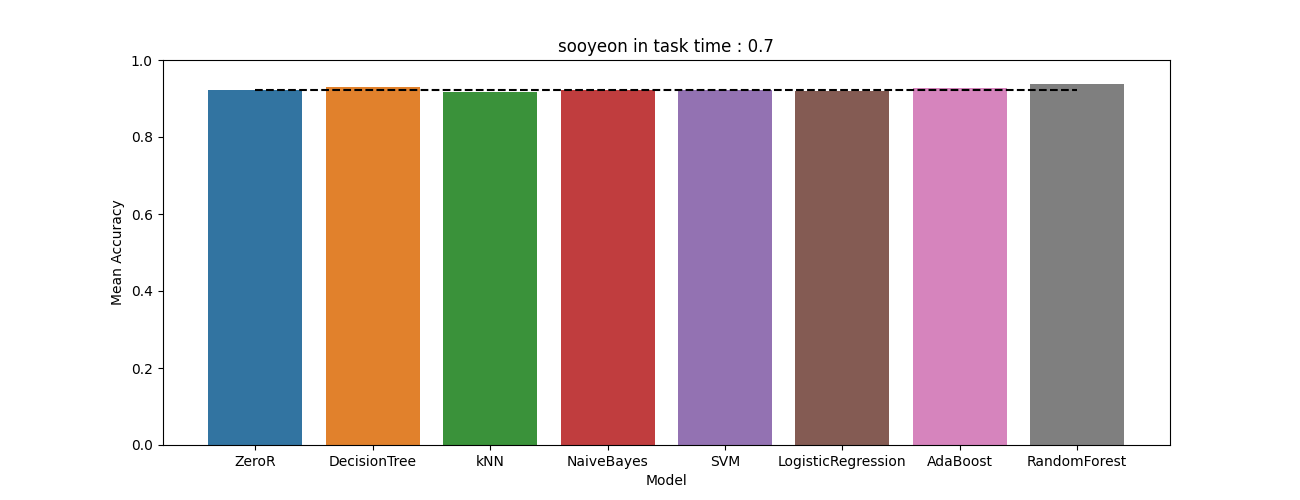 sooyeon in task time : 0.7
1.0
0.8
0.6
0.4
0.2
0.0
Mean Accuracy
ZeroR DecisionTree kNN NaiveBayes SVM LogisticRegression AdaBoost RandomForest
Model